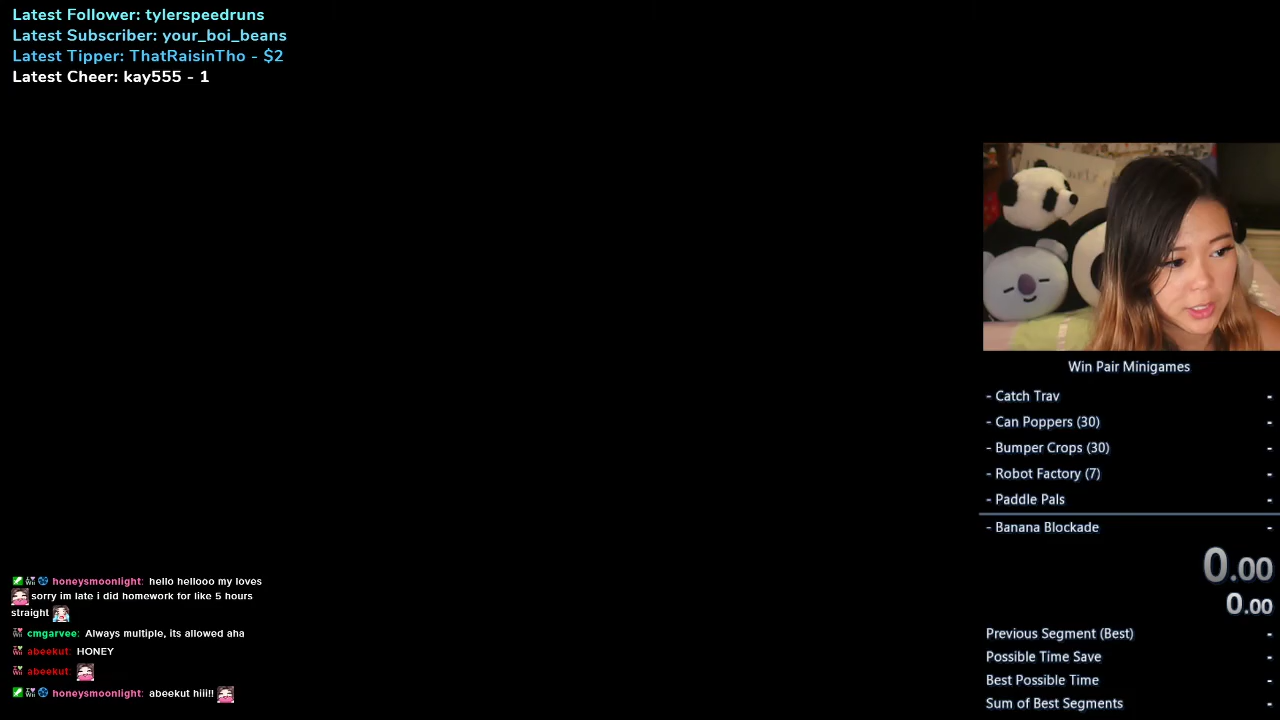 Latest Follower: tylerspeedruns
Latest Subscriber: your_boi_beans
Latest Tipper: ThatRaisinTho - $2
Latest Cheer: kay555 - 1
Win Pair Minigames
- Catch Trav -
- Can Poppers (30) -
- Bumper Crops (30) -
- Robot Factory (7) -
- Paddle Pals -
- Banana Blockade -
0.00
0.00
Previous Segment (Best) -
Possible Time Save -
Best Possible Time -
Sum of Best Segments -
honeysmoonlight: hello hellooo my loves
sorry im late i did homework for like 5 hours
straight
cmgarvee: Always multiple, its allowed aha
abeekut: HONEY
abeekut:
honeysmoonlight: abeekut hiii!!